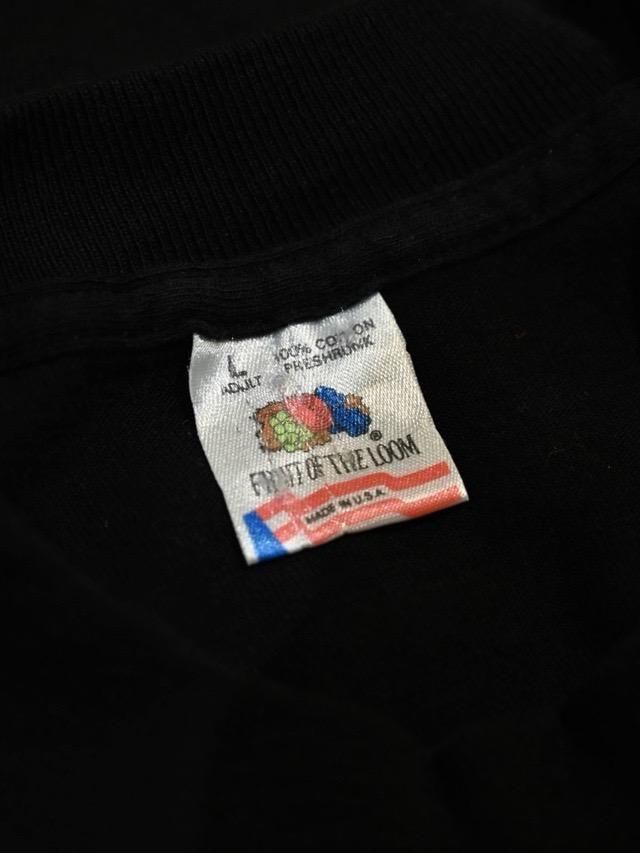 L 100% COTTON
ADULT PRESHRUNK
®
FRUIT OF THE LOOM
MADE IN U.S.A.